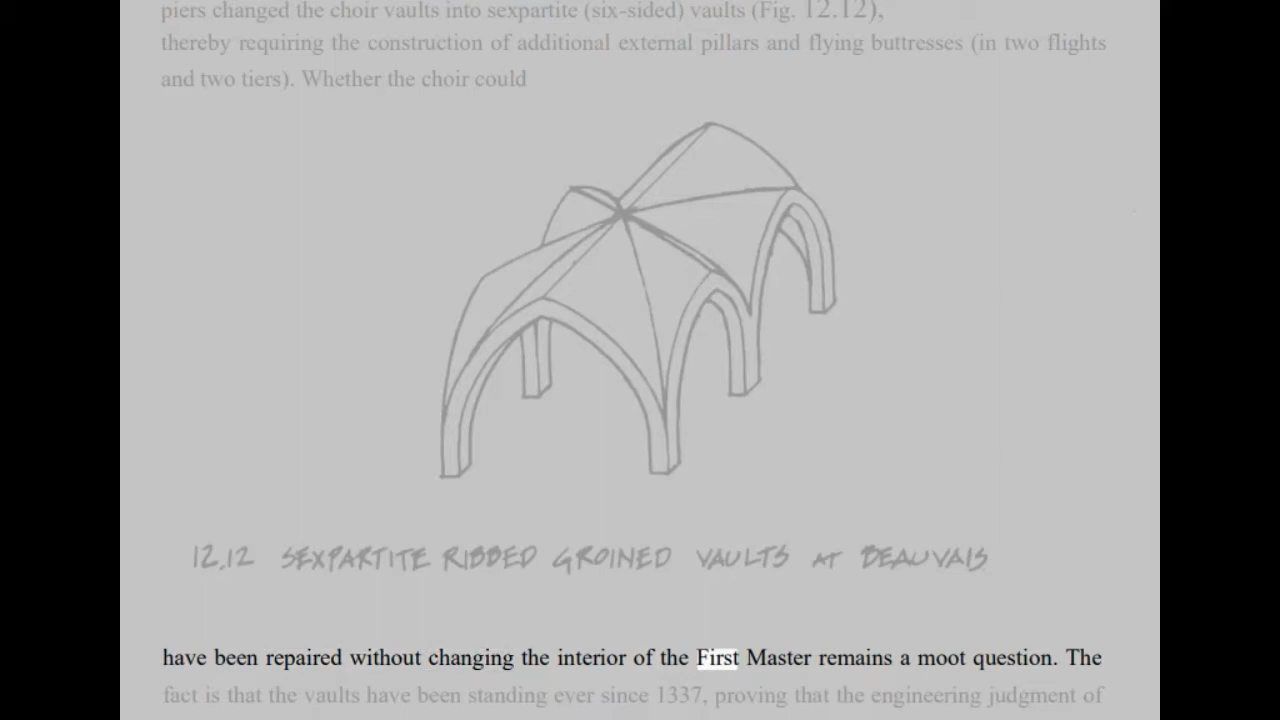 piers changed the choir vaults into sexpartite (six-sided) vaults (Fig. 12.12),
thereby requiring the construction of additional external pillars and flying buttresses (in two flights
and two tiers). Whether the choir could
12.12 SEXPARTITE RIBBED GROINED VAULTS AT BEAUVAIS
have been repaired without changing the interior of the First Master remains a moot question. The
fact is that the vaults have been standing ever since 1337, proving that the engineering judgment of